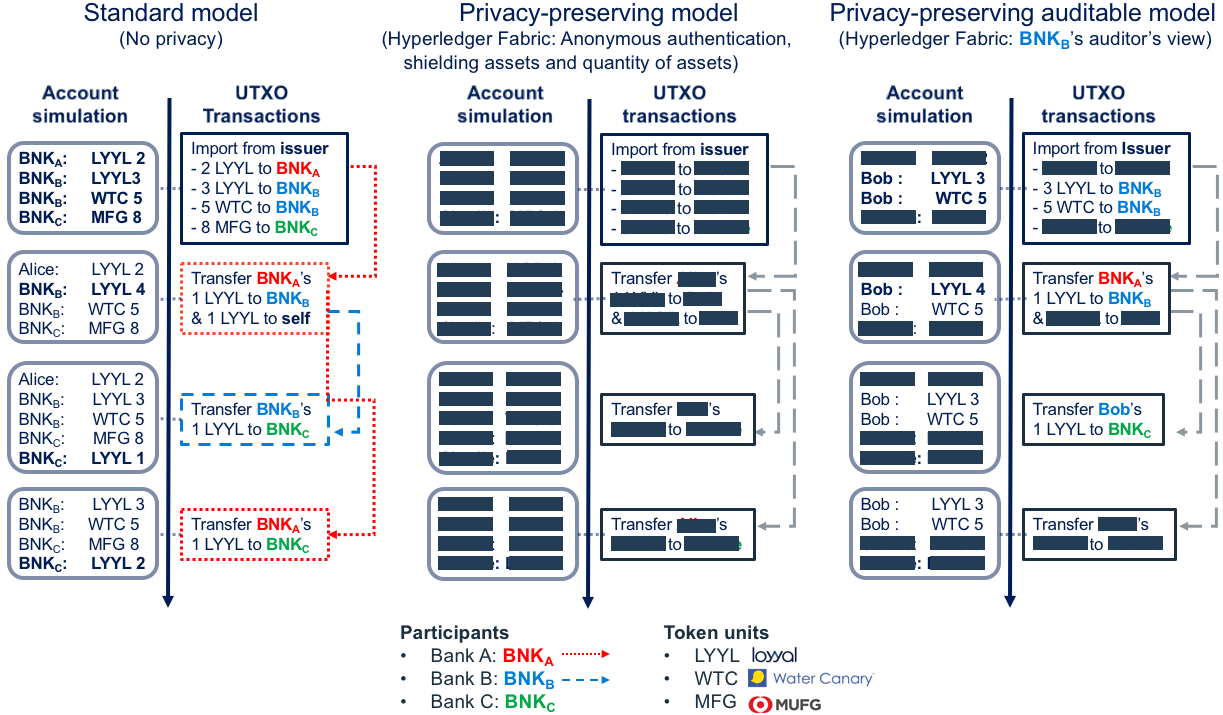 Standard model
(No privacy)
Account simulation
UTXO Transactions
BNKA: LYYL 2
BNKB: LYYL3
BNKB: WTC 5
BNKC: MFG 8
Import from issuer
- 2 LYYL to BNKA
- 3 LYYL to BNKB
- 5 WTC to BNKB
- 8 MFG to BNKC
Alice: LYYL 2
BNKB: LYYL 4
BNKB: WTC 5
BNKC: MFG 8
Transfer BNKA's
1 LYYL to BNKB
& 1 LYYL to self
Alice: LYYL 2
BNKB: LYYL 3
BNKB: WTC 5
BNKC: MFG 8
BNKC: LYYL 1
Transfer BNKB's
1 LYYL to BNKC
BNKB: LYYL 3
BNKB: WTC 5
BNKC: MFG 8
BNKC: LYYL 2
Transfer BNKA's
1 LYYL to BNKC
Privacy-preserving model
(Hyperledger Fabric: Anonymous authentication,
shielding assets and quantity of assets)
Account simulation
UTXO transactions
:
Import from issuer
- to
- to
- to
- to
:
Transfer 's
to
& to
:
Transfer 's
to
:
Transfer 's
to
Privacy-preserving auditable model
(Hyperledger Fabric: BNKB's auditor's view)
Account simulation
UTXO transactions
Bob : LYYL 3
Bob : WTC 5
:
Import from Issuer
- to
- 3 LYYL to BNKB
- 5 WTC to BNKB
- to
Bob : LYYL 4
Bob : WTC 5
:
Transfer BNKA's
1 LYYL to BNKB
& to
Bob : LYYL 3
Bob : WTC 5
:
Transfer Bob's
1 LYYL to BNKC
Bob : LYYL 3
Bob : WTC 5
:
Transfer 's
to
Participants
• Bank A: BNKA
• Bank B: BNKB
• Bank C: BNKC
Token units
• LYYL loyyal
• WTC Water Canary
• MFG MUFG